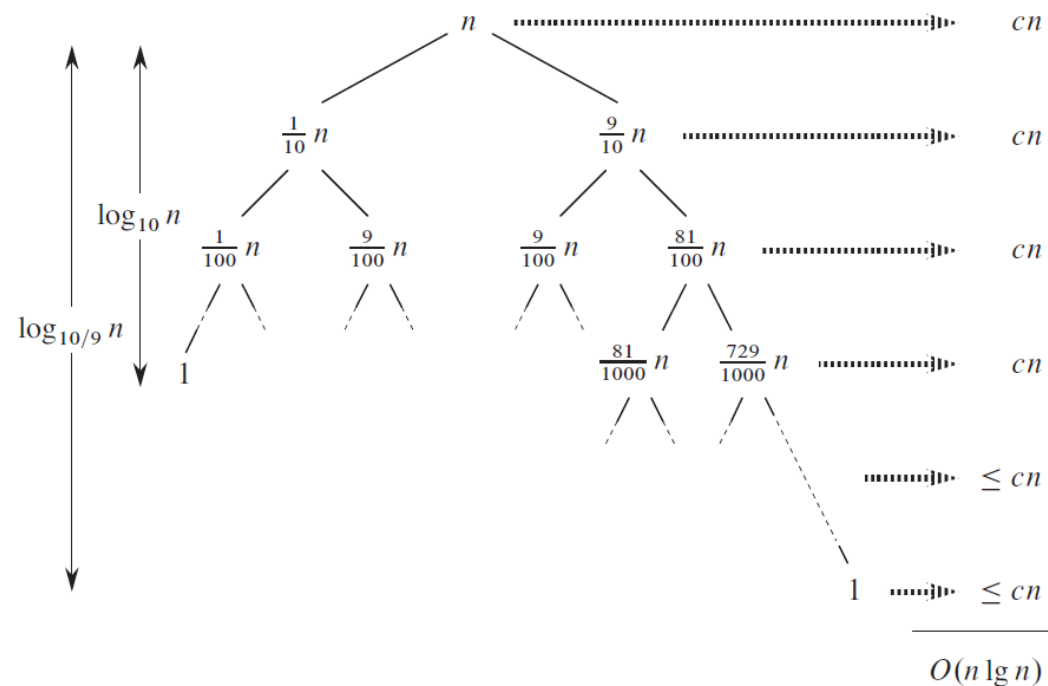 n cn
1/10 n 9/10 n cn
log₁₀ n
1/100 n 9/100 n 9/100 n 81/100 n cn
log₁₀/₉ n
1 81/1000 n 729/1000 n cn
≤ cn
1 ≤ cn
O(n lg n)